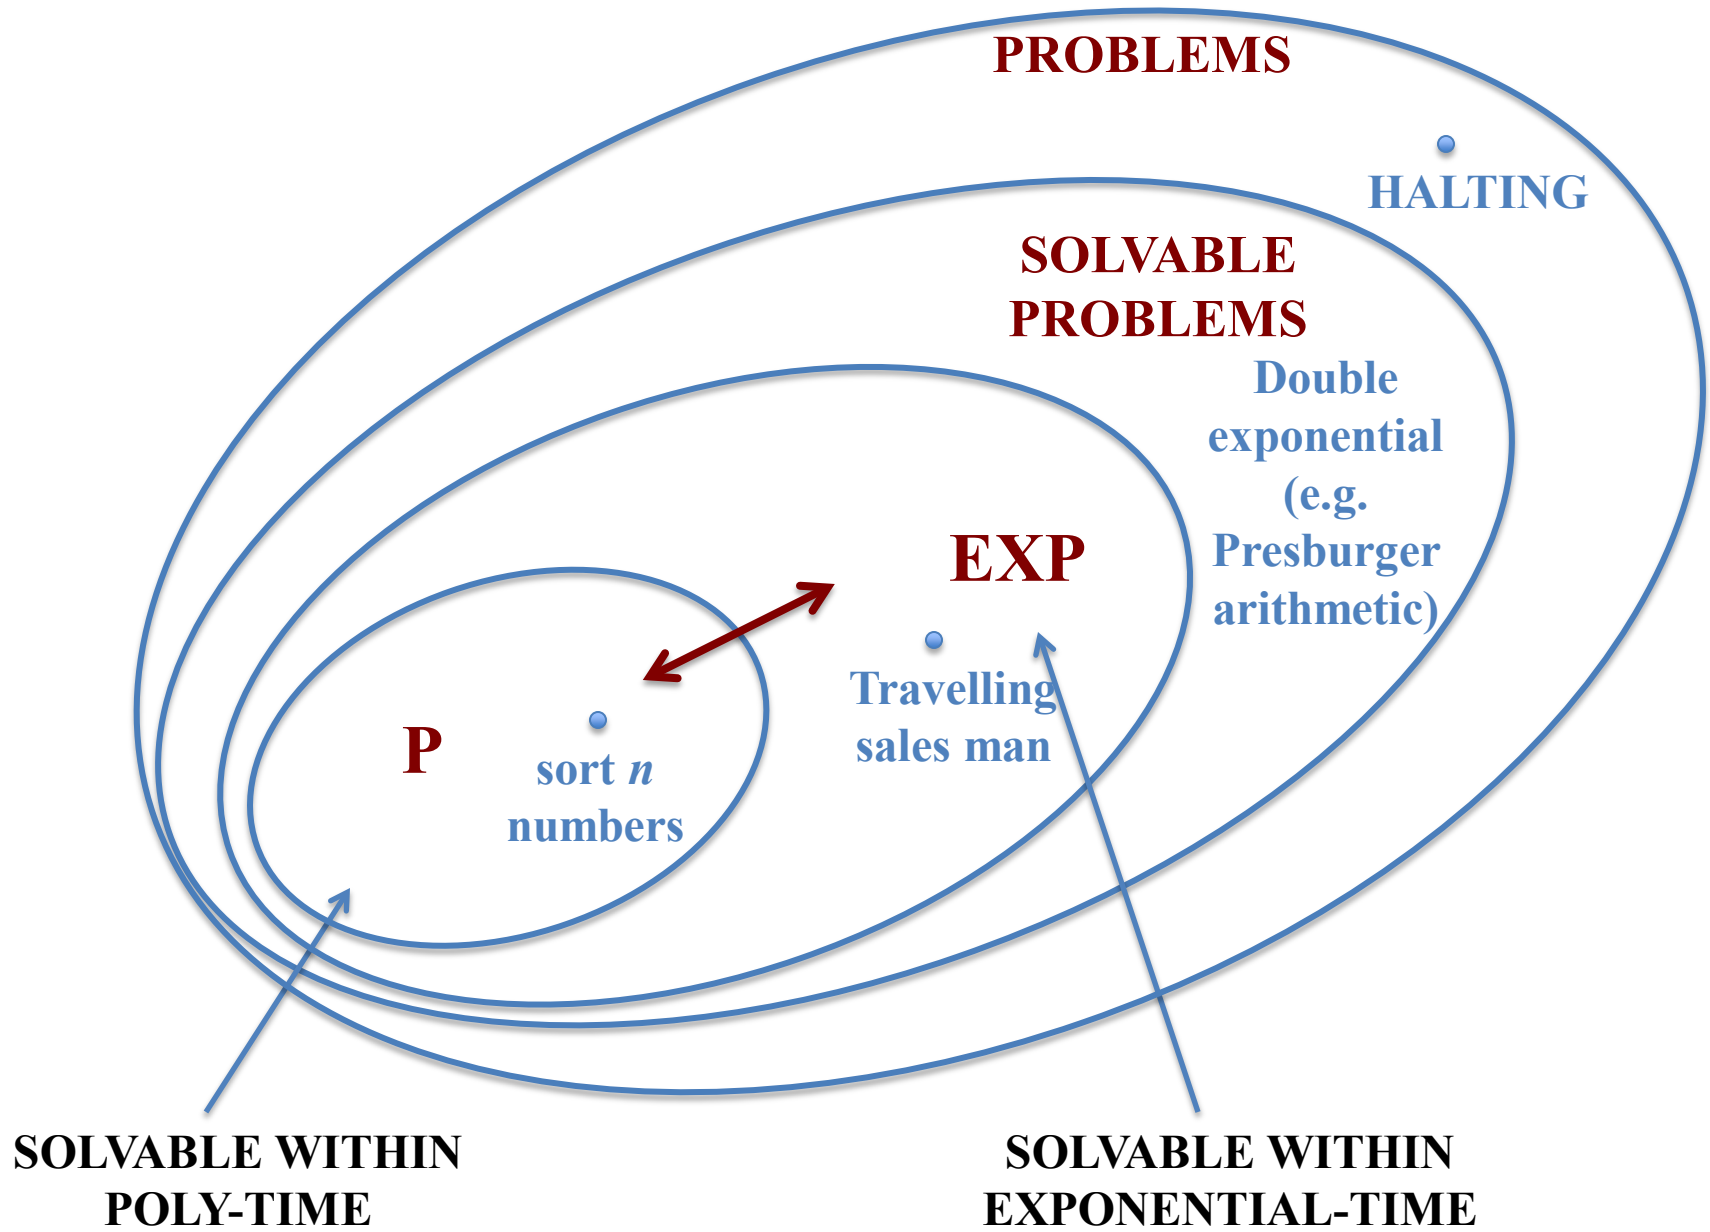 PROBLEMS
HALTING
SOLVABLE
PROBLEMS
Double
exponential
(e.g.
Presburger
arithmetic)
EXP
Travelling
sales man
P
sort n
numbers
SOLVABLE WITHIN
POLY-TIME
SOLVABLE WITHIN
EXPONENTIAL-TIME